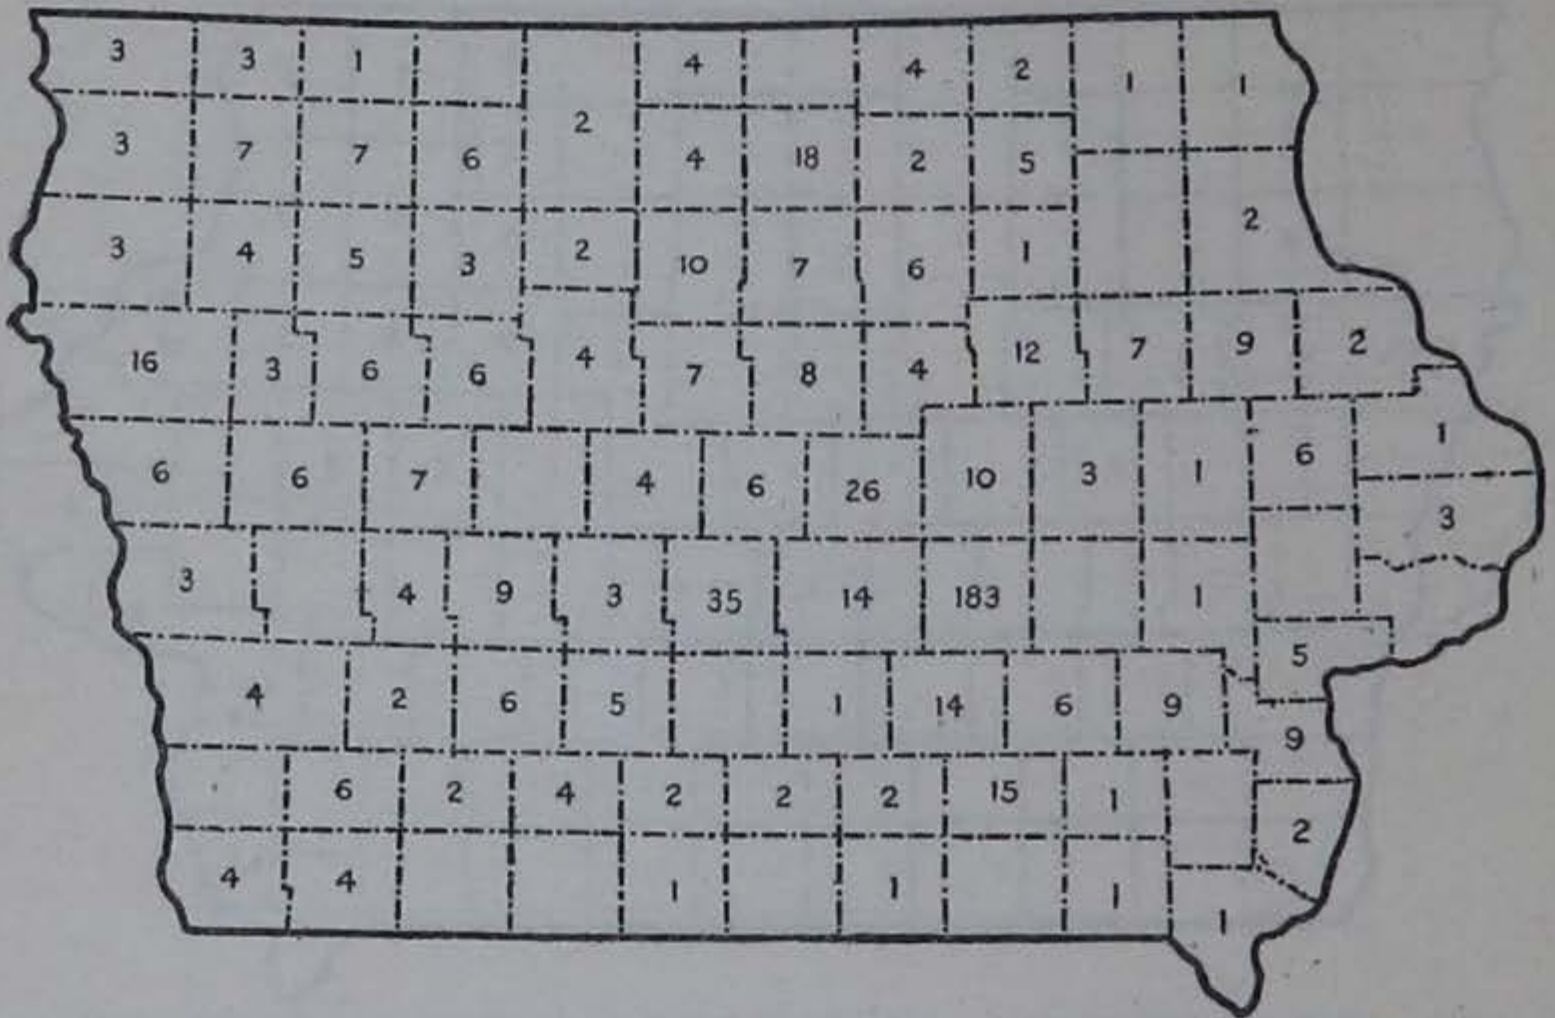 3 3 1 4 4 2 1 1
3 7 7 6 2 4 18 2 5
3 4 5 3 2 10 7 6 1 2
16 3 6 6 4 7 8 4 12 7 9 2
6 6 7 4 6 26 10 3 1 6 1
3
3 4 9 3 35 14 183 1
5
4 2 6 5 1 14 6 9
9
6 2 4 2 2 2 15 1
2
4 4 1 1 1 1